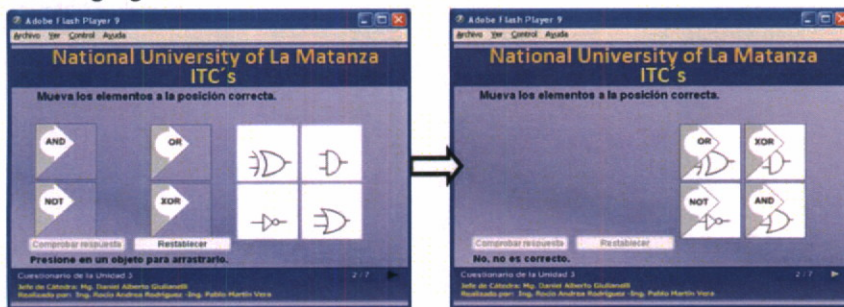 Adobe Flash Player 9
Archivo Ver Control Ayuda
National University of La Matanza
ITC´s
Mueva los elementos a la posición correcta.
AND
OR
NOT
XOR
Comprobar respuesta
Restablecer
Presione en un objeto para arrastrarlo.
Cuestionario de la Unidad 3
2 / 7
Jefe de Cátedra: Mg. Daniel Alberto Giulianelli
Realizado por: Ing. Rocío Andrea Rodríguez -Ing. Pablo Martín Vera
Adobe Flash Player 9
Archivo Ver Control Ayuda
National University of La Matanza
ITC´s
Mueva los elementos a la posición correcta.
OR
XOR
NOT
AND
Comprobar respuesta
Restablecer
No, no es correcto.
Cuestionario de la Unidad 3
2 / 7
Jefe de Cátedra: Mg. Daniel Alberto Giulianelli
Realizado por: Ing. Rocío Andrea Rodríguez -Ing. Pablo Martín Vera